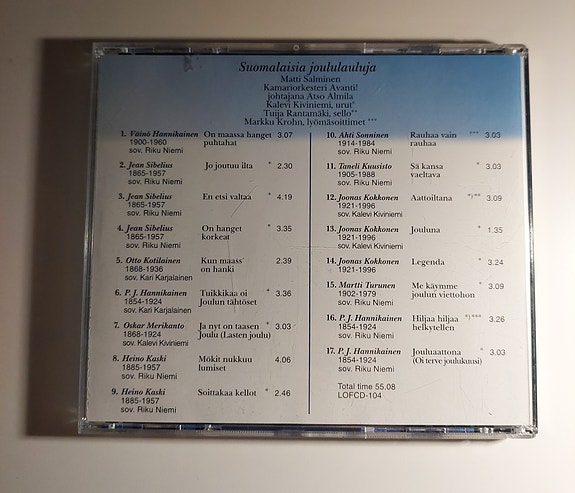 Suomalaisia joululauluja
Matti Salminen
Kamariorkesteri Avanti!
johtajana Atso Almila
Kalevi Kiviniemi, urut*
Tuija Rantamäki, sello**
Markku Krohn, lyömäsoittimet ***
1. Väinö Hannikainen On maassa hanget 3.07
1900-1960 puhtahat
sov. Riku Niemi
2. Jean Sibelius Jo joutuu ilta * 2.30
1865-1957
sov. Riku Niemi
3. Jean Sibelius En etsi valtaa * 4.19
1865-1957
sov. Riku Niemi
4. Jean Sibelius On hanget * 3.35
1865-1957 korkeat
sov. Riku Niemi
5. Otto Kotilainen Kun maass' 2.39
1868-1936 on hanki
sov. Kari Karjalainen
6. P. J. Hannikainen Tuikkikaa oi * 3.36
1854-1924 Joulun tähtöset
sov. Kari Karjalainen
7. Oskar Merikanto Ja nyt on taasen * 3.03
1868-1924 Joulu (Lasten joulu)
sov. Kalevi Kiviniemi
8. Heino Kaski Mökit nukkuu 4.06
1885-1957 lumiset
sov. Riku Niemi
9. Heino Kaski Soittakaa kellot * 2.46
1885-1957
sov. Riku Niemi
10. Ahti Sonninen Rauhaa vain *** 3.03
1914-1984 rauhaa
sov. Riku Niemi
11. Taneli Kuusisto Sä kansa * 3.03
1905-1988 vaeltava
sov. Riku Niemi
12. Joonas Kokkonen Aattoiltana *)** 3.09
1921-1996
sov. Kalevi Kiviniemi
13. Joonas Kokkonen Jouluna * 1.35
1921-1996
sov. Kalevi Kiviniemi
14. Joonas Kokkonen Legenda * 3.24
1921-1996
15. Martti Turunen Me käymme * 3.09
1902-1979 joulun viettohon
sov. Riku Niemi
16. P. J. Hannikainen Hiljaa hiljaa *)*** 3.26
1854-1924 helkytellen
sov. Riku Niemi
17. P. J. Hannikainen Jouluaattona * 3.03
1854-1924 (Oi terve joulukuusi)
sov. Riku Niemi
Total time 55.08
LOFCD-104